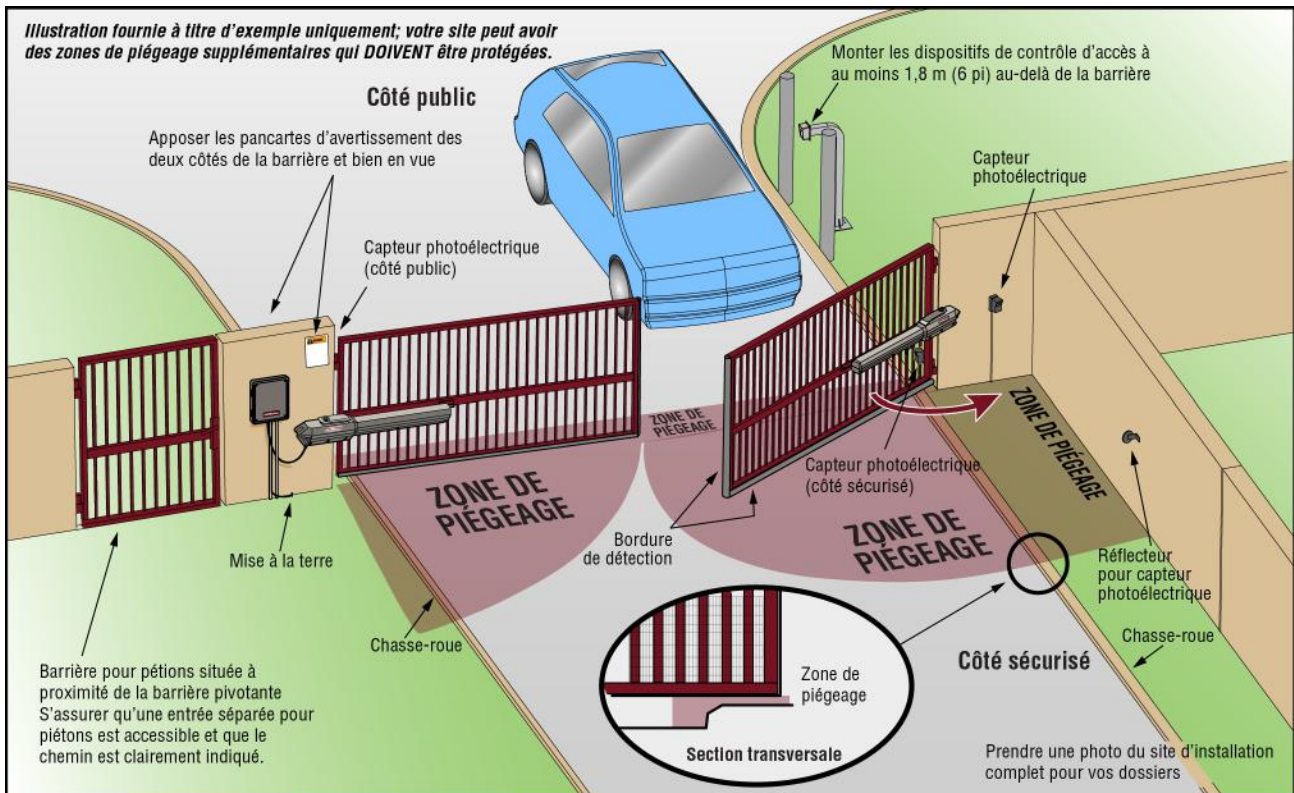 Illustration fournie à titre d'exemple uniquement; votre site peut avoir
des zones de piégeage supplémentaires qui DOIVENT être protégées.
Côté public
Monter les dispositifs de contrôle d'accès à
au moins 1,8 m (6 pi) au-delà de la barrière
Apposer les pancartes d'avertissement des
deux côtés de la barrière et bien en vue
Capteur
photoélectrique
Capteur photoélectrique
(côté public)
ZONE DE
PIÉGEAGE
ZONE DE PIÉGEAGE
ZONE DE
PIÉGEAGE
Capteur photoélectrique
(côté sécurisé)
ZONE DE
PIÉGEAGE
Bordure
de détection
Mise à la terre
Réflecteur
pour capteur
photoélectrique
Chasse-roue
Chasse-roue
Côté sécurisé
Barrière pour pétions située à
proximité de la barrière pivotante
S'assurer qu'une entrée séparée pour
piétons est accessible et que le
chemin est clairement indiqué.
Zone de
piégeage
Section transversale
Prendre une photo du site d'installation
complet pour vos dossiers